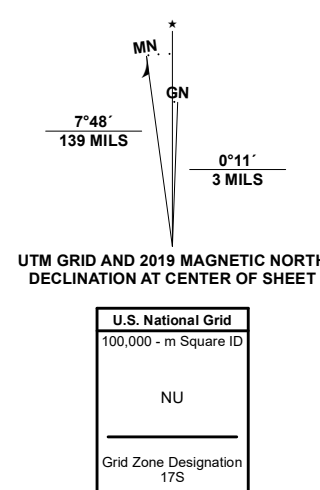 ★
MN
GN
7°48´
139 MILS
0°11´
3 MILS
UTM GRID AND 2019 MAGNETIC NORTH
DECLINATION AT CENTER OF SHEET
U.S. National Grid
100,000 - m Square ID
NU
Grid Zone Designation
17S